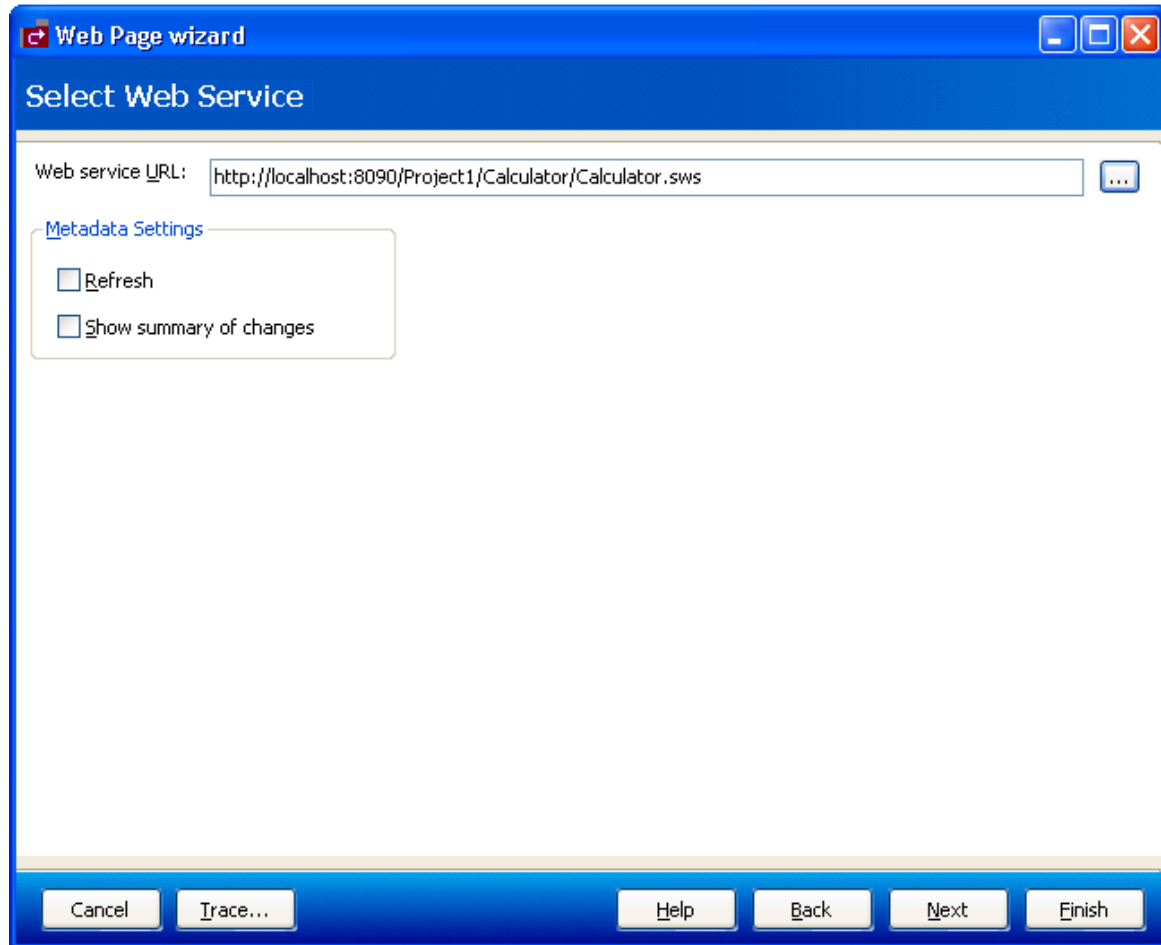 Web Page wizard
Select Web Service
Web service URL: http://localhost:8090/Project1/Calculator/Calculator.sws ...
Metadata Settings
Refresh
Show summary of changes
Cancel Trace... Help Back Next Finish